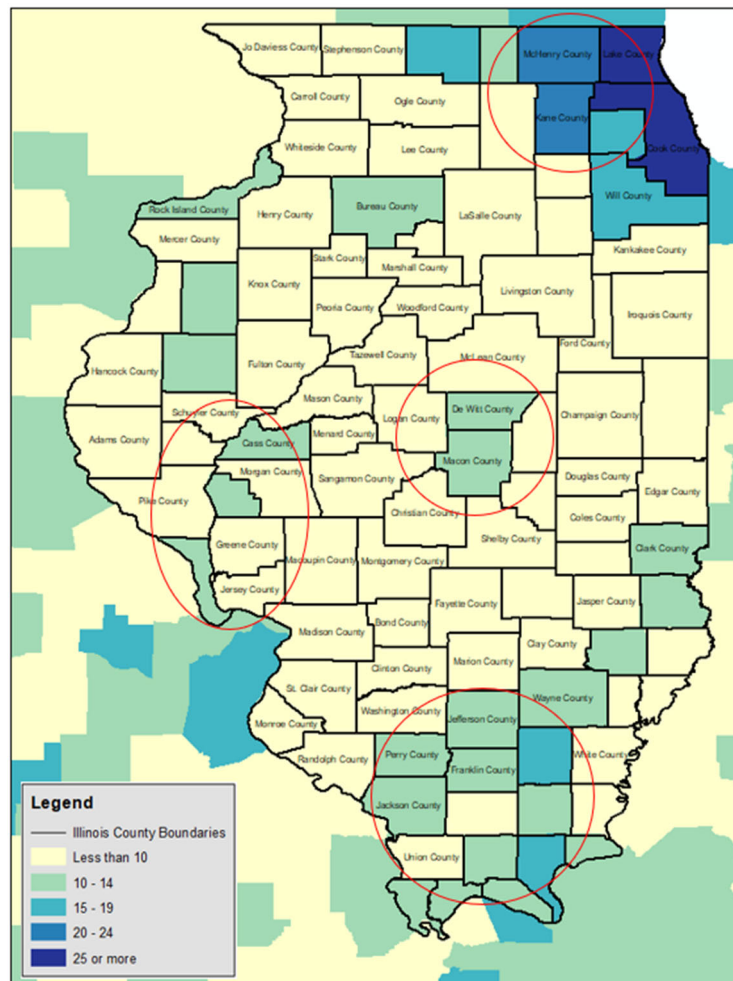 Jo Daviess County
Stephenson County
McHenry County
Lake County
Carroll County
Ogle County
Kane County
Whiteside County
Lee County
Cook County
Will County
Rock Island County
Henry County
Bureau County
LaSalle County
Mercer County
Kankakee County
Stark County
Marshall County
Knox County
Livingston County
Peoria County
Woodford County
Iroquois County
Tazewell County
McLean County
Ford County
Hancock County
Fulton County
Mason County
De Witt County
Schuyler County
Logan County
Champaign County
Adams County
Cass County
Menard County
Macon County
Morgan County
Sangamon County
Douglas County
Pike County
Edgar County
Christian County
Coles County
Greene County
Shelby County
Macoupin County
Montgomery County
Clark County
Jersey County
Fayette County
Jasper County
Bond County
Madison County
Clay County
Clinton County
Marion County
St. Clair County
Wayne County
Washington County
Jefferson County
Monroe County
Perry County
White County
Randolph County
Franklin County
Jackson County
Union County
Legend
Illinois County Boundaries
Less than 10
10 - 14
15 - 19
20 - 24
25 or more